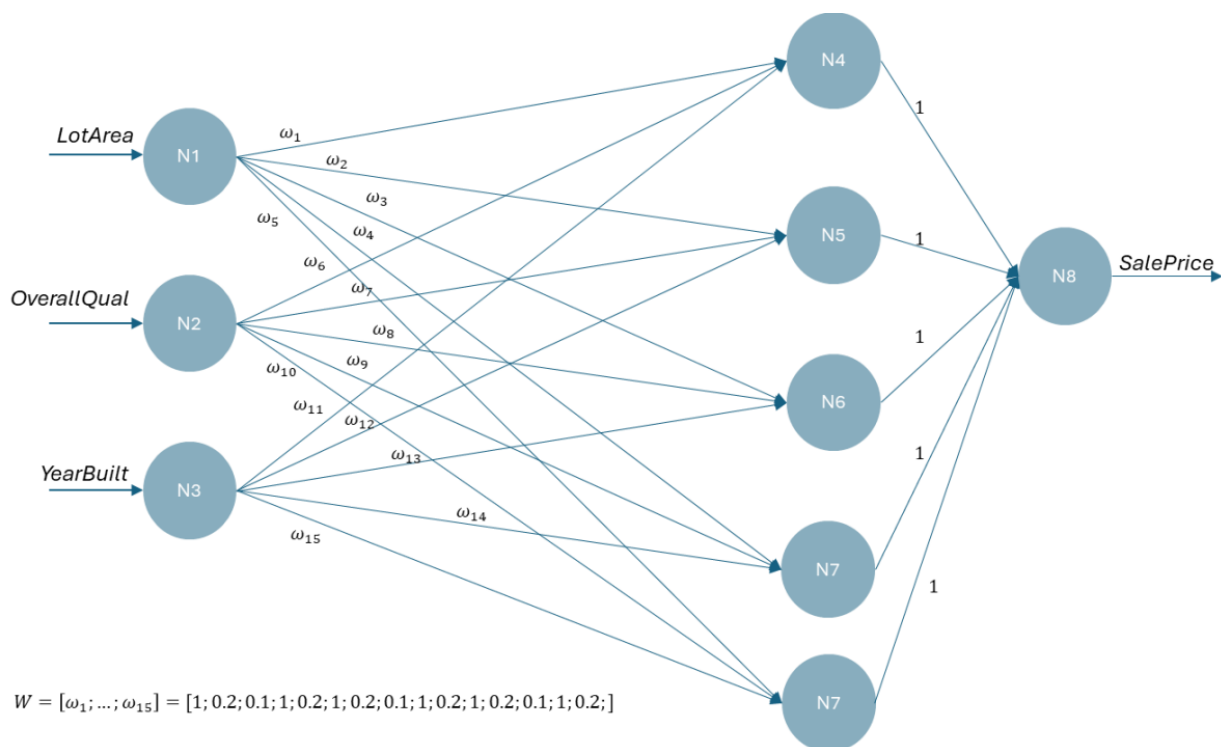 N4
LotArea
N1
1
ω₁
ω₂
ω₃
ω₅
ω₄
N5
1
ω₆
ω₇
OverallQual
N2
N8
SalePrice
ω₈
1
ω₉
ω₁₀
ω₁₁
N6
ω₁₂
ω₁₃
1
YearBuilt
N3
ω₁₄
ω₁₅
N7
1
N7
W = [ω₁; …; ω₁₅] = [1; 0.2; 0.1; 1; 0.2; 1; 0.2; 0.1; 1; 0.2; 1; 0.2; 0.1; 1; 0.2; ]